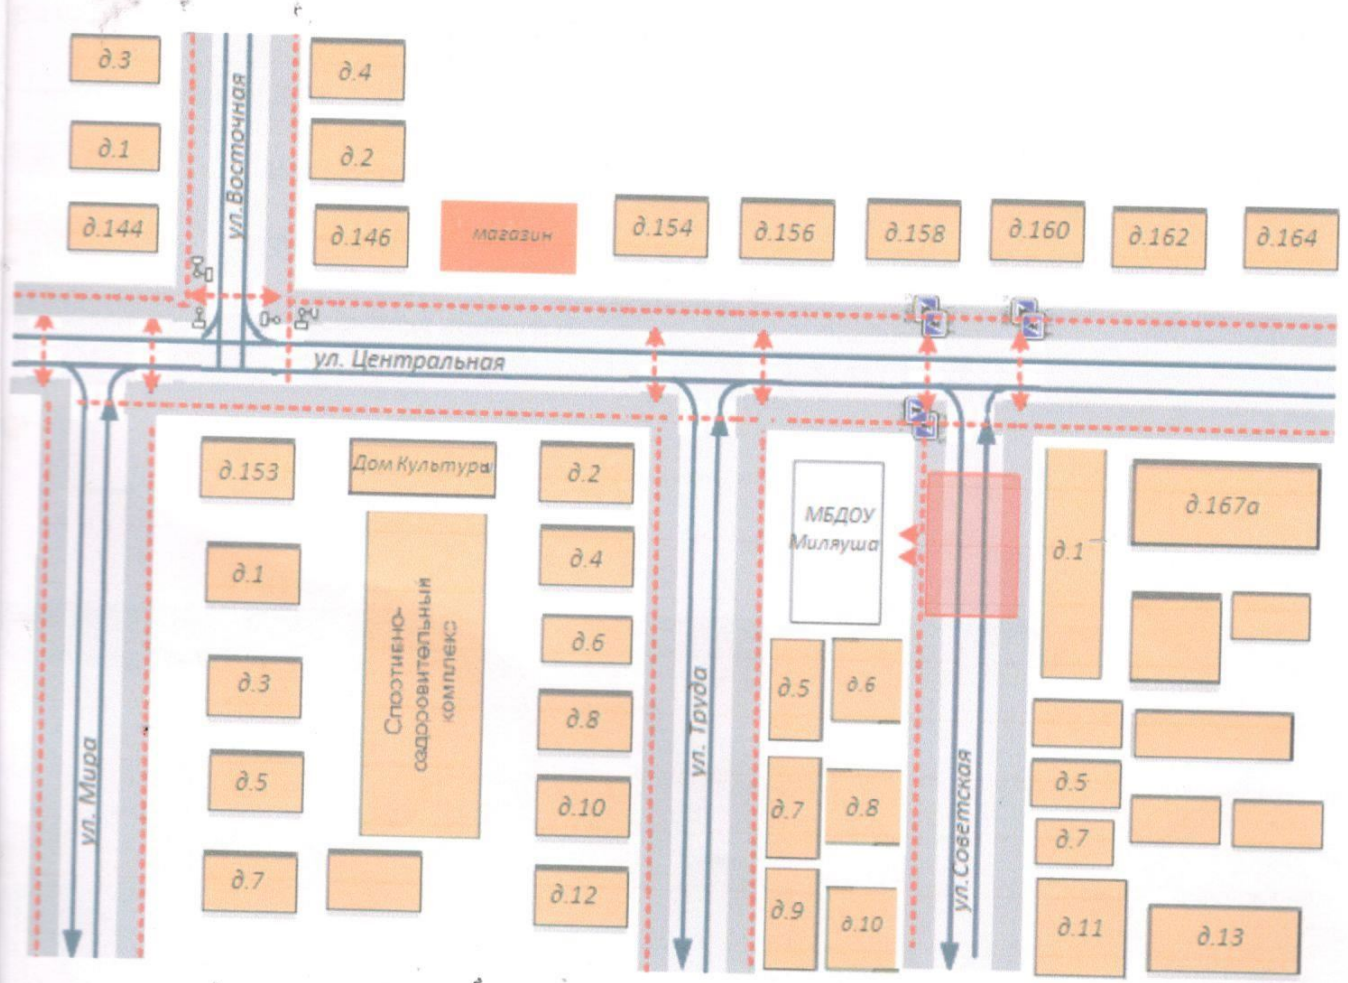 д.3
д.4
ул.Восточная
д.1
д.2
д.144
д.146
магазин
д.154
д.156
д.158
д.160
д.162
д.164
ул. Центральная
д.153
Дом Культуры
д.2
МБДОУ
Миляуша
д.1
д.167а
д.1
д.4
Спостивно-
оздоровительный
комплекс
д.6
д.3
д.5
д.6
д.8
ул. Труда
ул. Мира
д.5
д.10
д.7
д.8
ул.Советская
д.5
д.7
д.7
д.12
д.9
д.10
д.11
д.13